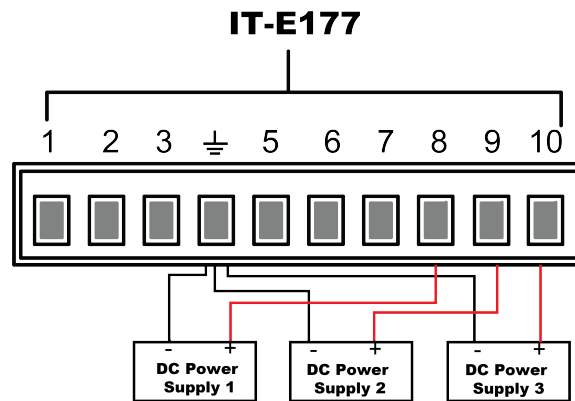 IT-E177
1 2 3 ⏚ 5 6 7 8 9 10
- + - + - +
DC Power DC Power DC Power
Supply 1 Supply 2 Supply 3